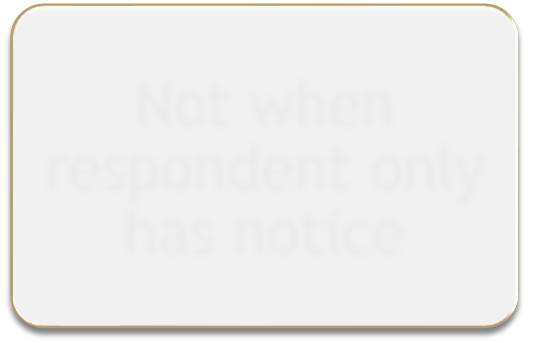 Not when
respondent only
has notice